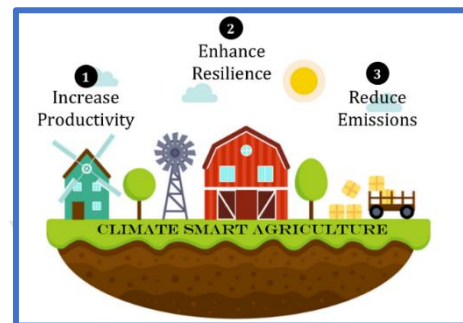 1
Increase
Productivity
2
Enhance
Resilience
3
Reduce
Emissions
CLIMATE SMART AGRICULTURE